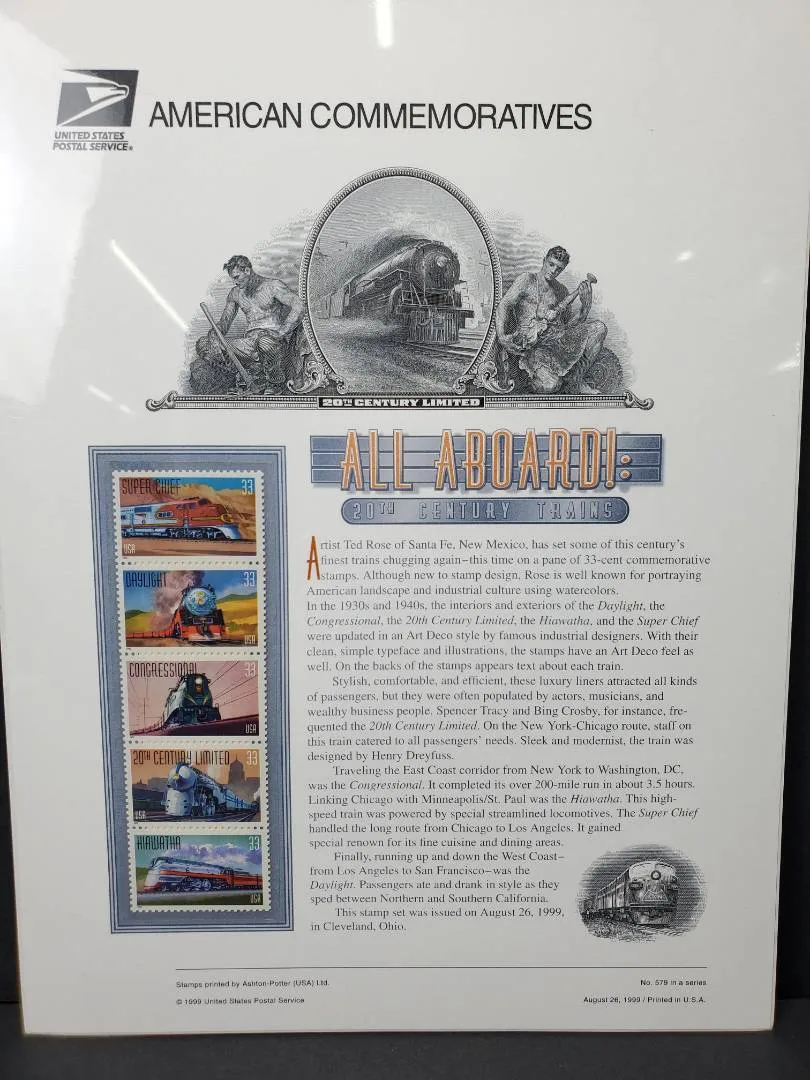 UNITED STATES
POSTAL SERVICE®
AMERICAN COMMEMORATIVES
20TH CENTURY LIMITED
ALL ABOARD!:
20TH CENTURY TRAINS
SUPER CHIEF 33
USA
DAYLIGHT 33
USA
CONGRESSIONAL 33
USA
20TH CENTURY LIMITED 33
USA
HIAWATHA 33
USA
Artist Ted Rose of Santa Fe, New Mexico, has set some of this century's
finest trains chugging again–this time on a pane of 33-cent commemorative
stamps. Although new to stamp design, Rose is well known for portraying
American landscape and industrial culture using watercolors.
In the 1930s and 1940s, the interiors and exteriors of the Daylight, the
Congressional, the 20th Century Limited, the Hiawatha, and the Super Chief
were updated in an Art Deco style by famous industrial designers. With their
clean, simple typeface and illustrations, the stamps have an Art Deco feel as
well. On the backs of the stamps appears text about each train.
Stylish, comfortable, and efficient, these luxury liners attracted all kinds
of passengers, but they were often populated by actors, musicians, and
wealthy business people. Spencer Tracy and Bing Crosby, for instance, fre-
quented the 20th Century Limited. On the New York-Chicago route, staff on
this train catered to all passengers' needs. Sleek and modernist, the train was
designed by Henry Dreyfuss.
Traveling the East Coast corridor from New York to Washington, DC,
was the Congressional. It completed its over 200-mile run in about 3.5 hours.
Linking Chicago with Minneapolis/St. Paul was the Hiawatha. This high-
speed train was powered by special streamlined locomotives. The Super Chief
handled the long route from Chicago to Los Angeles. It gained
special renown for its fine cuisine and dining areas.
Finally, running up and down the West Coast–
from Los Angeles to San Francisco–was the
Daylight. Passengers ate and drank in style as they
sped between Northern and Southern California.
This stamp set was issued on August 26, 1999,
in Cleveland, Ohio.
Stamps printed by Ashton-Potter (USA) Ltd.
© 1999 United States Postal Service
No. 579 in a series
August 26, 1999 / Printed in U.S.A.